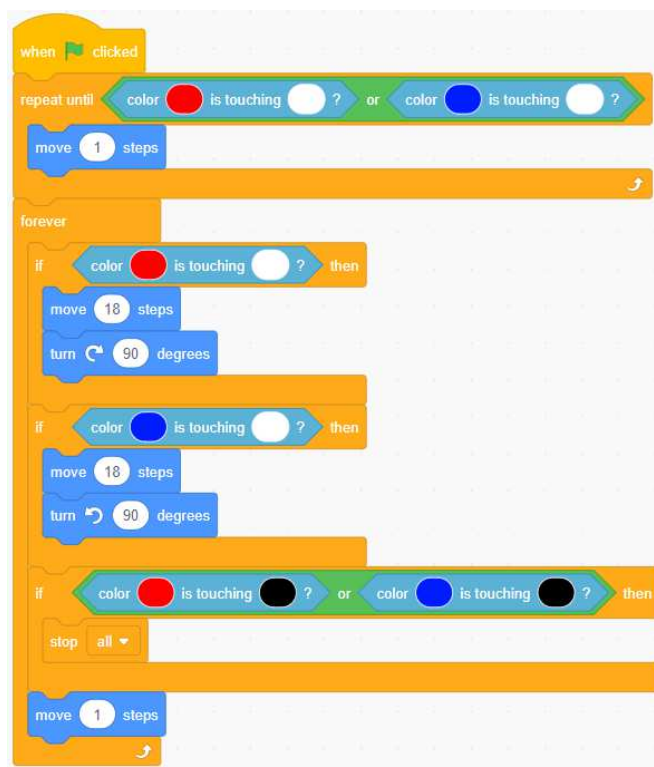 when clicked
repeat until color is touching ? or color is touching ?
move 1 steps
forever
if color is touching ? then
move 18 steps
turn 90 degrees
if color is touching ? then
move 18 steps
turn 90 degrees
if color is touching ? or color is touching ? then
stop all
move 1 steps